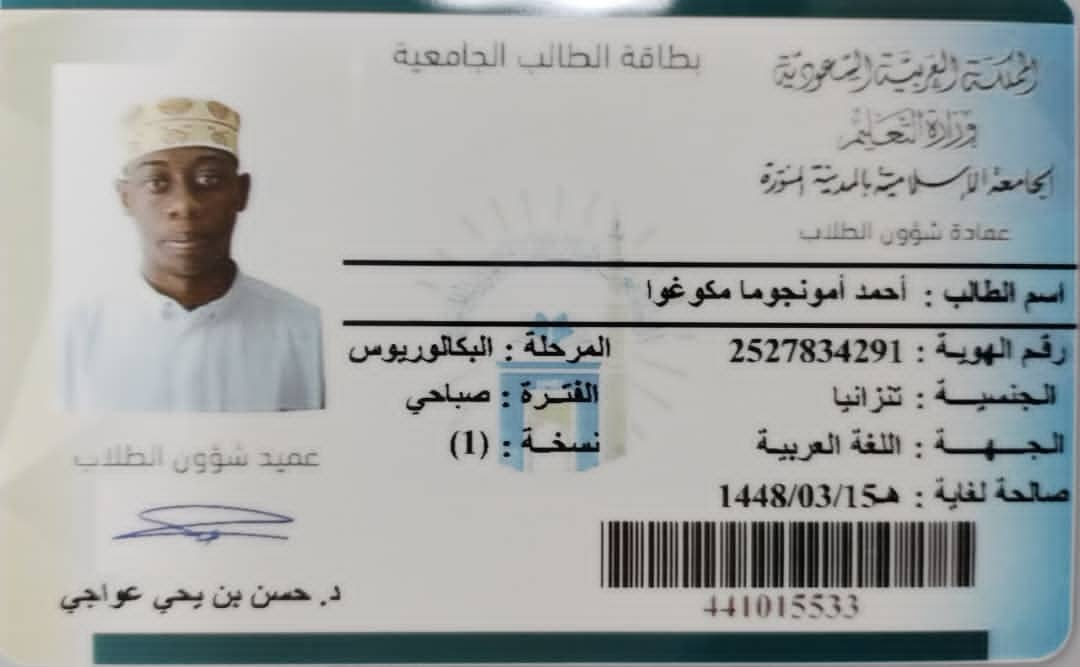 بطاقة الطالب الجامعية
المملكة العربية السعودية
وزارة التعليم
الجامعة الإسلامية بالمدينة المنورة
عمادة شؤون الطلاب
اسم الطالب : أحمد أمونجوما مكوغوا
رقم الهوية : 2527834291 المرحلة : البكالوريوس
الجنسية : تنزانيا الفترة : صباحي
الجهة : اللغة العربية نسخة : (1)
صالحة لغاية : 1448/03/15هـ
441015533
عميد شؤون الطلاب
د. حسن بن يحي عواجي